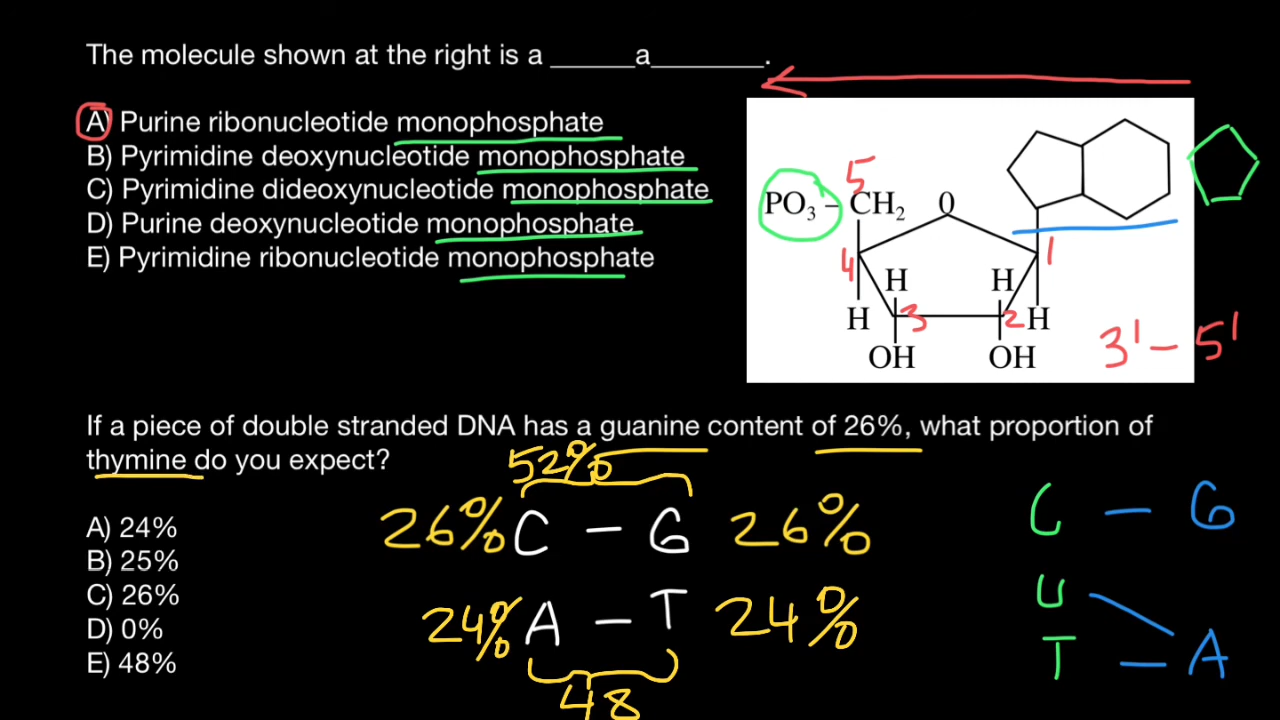 The molecule shown at the right is a ______a________.
A) Purine ribonucleotide monophosphate
B) Pyrimidine deoxynucleotide monophosphate
C) Pyrimidine dideoxynucleotide monophosphate
D) Purine deoxynucleotide monophosphate
E) Pyrimidine ribonucleotide monophosphate
5
PO₃ – CH₂ 0
4 1
H H
H 3 2 H
OH OH
3' – 5'
If a piece of double stranded DNA has a guanine content of 26%, what proportion of
thymine do you expect?
52%
A) 24%
B) 25%
C) 26%
D) 0%
E) 48%
26% C – G 26%
24% A – T 24%
48
C – G
U
T – A